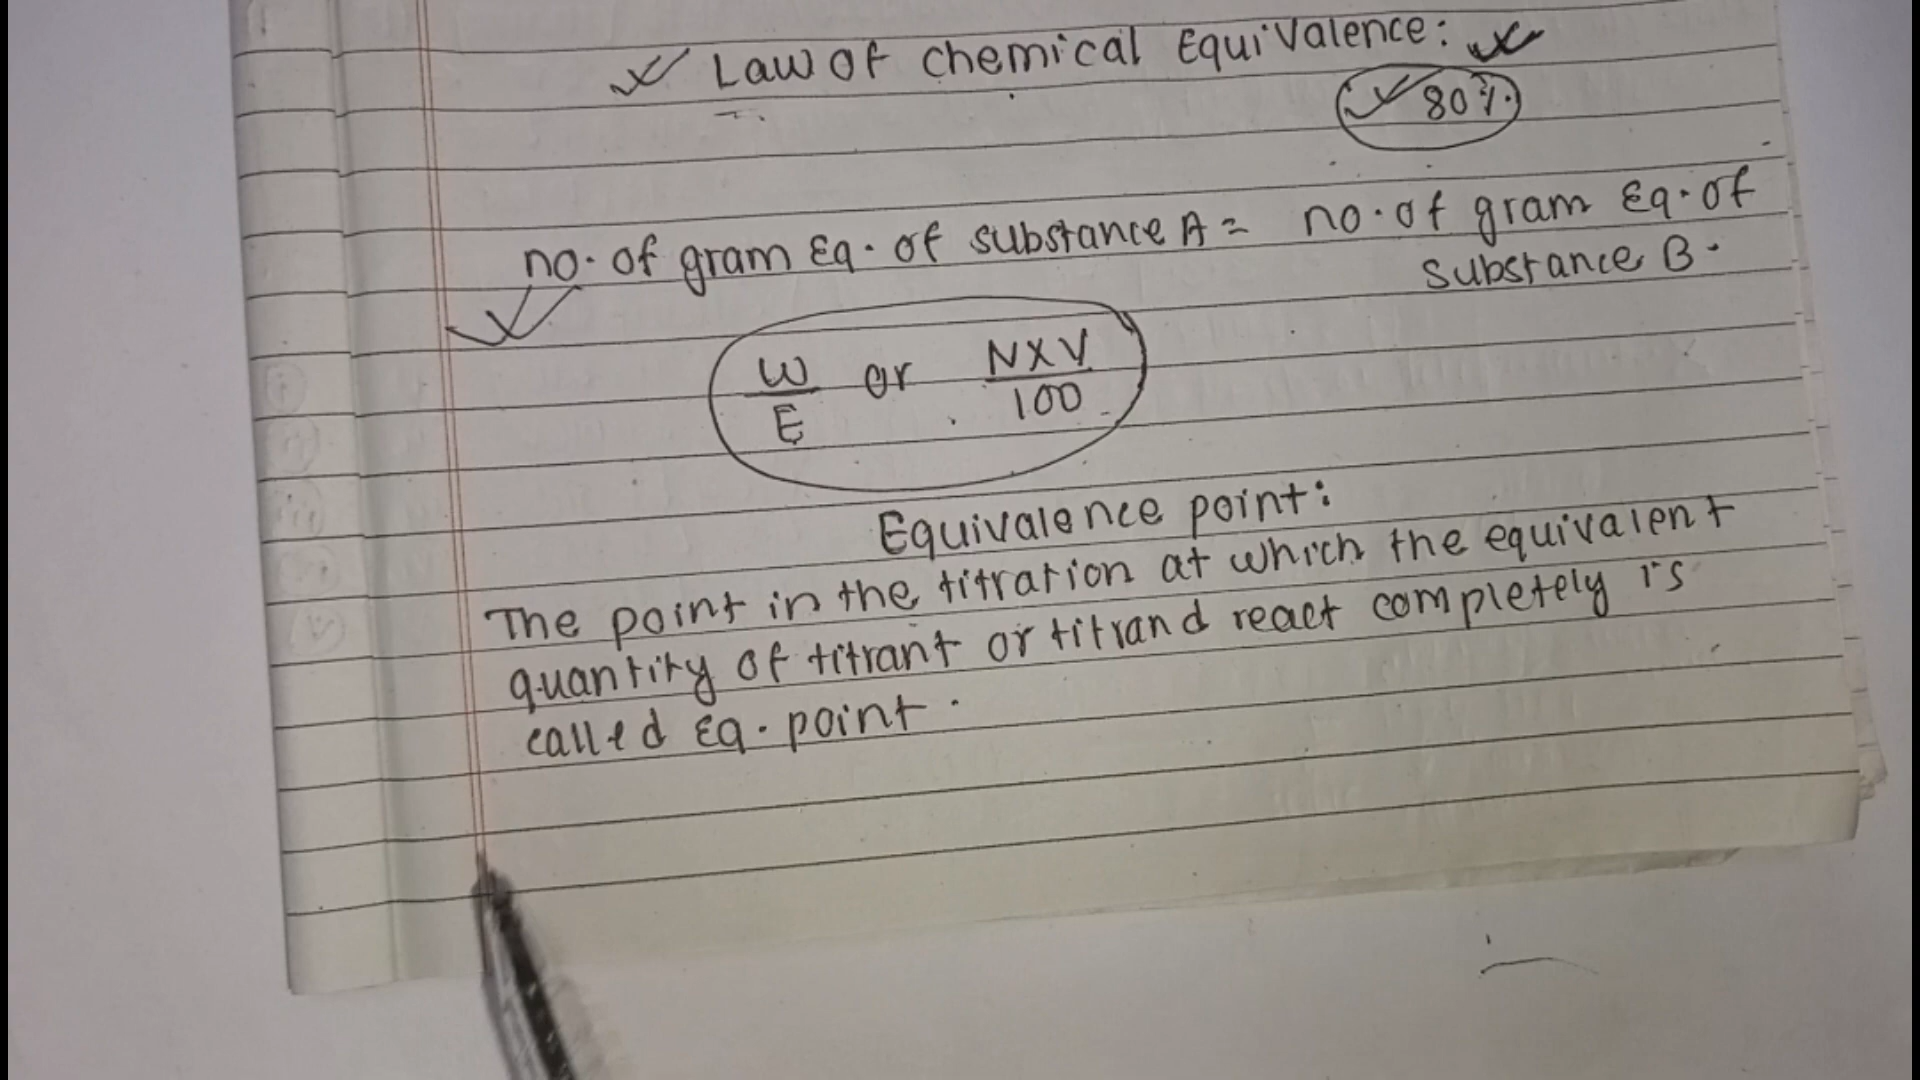 Law of chemical Equivalence:
80%
no. of gram Eq. of substance A = no. of gram Eq. of
substance B.
W/E or N×V/100
Equivalence point:
The point in the titration at which the equivalent
quantity of titrant or titrand react completely is
called Eq. point.